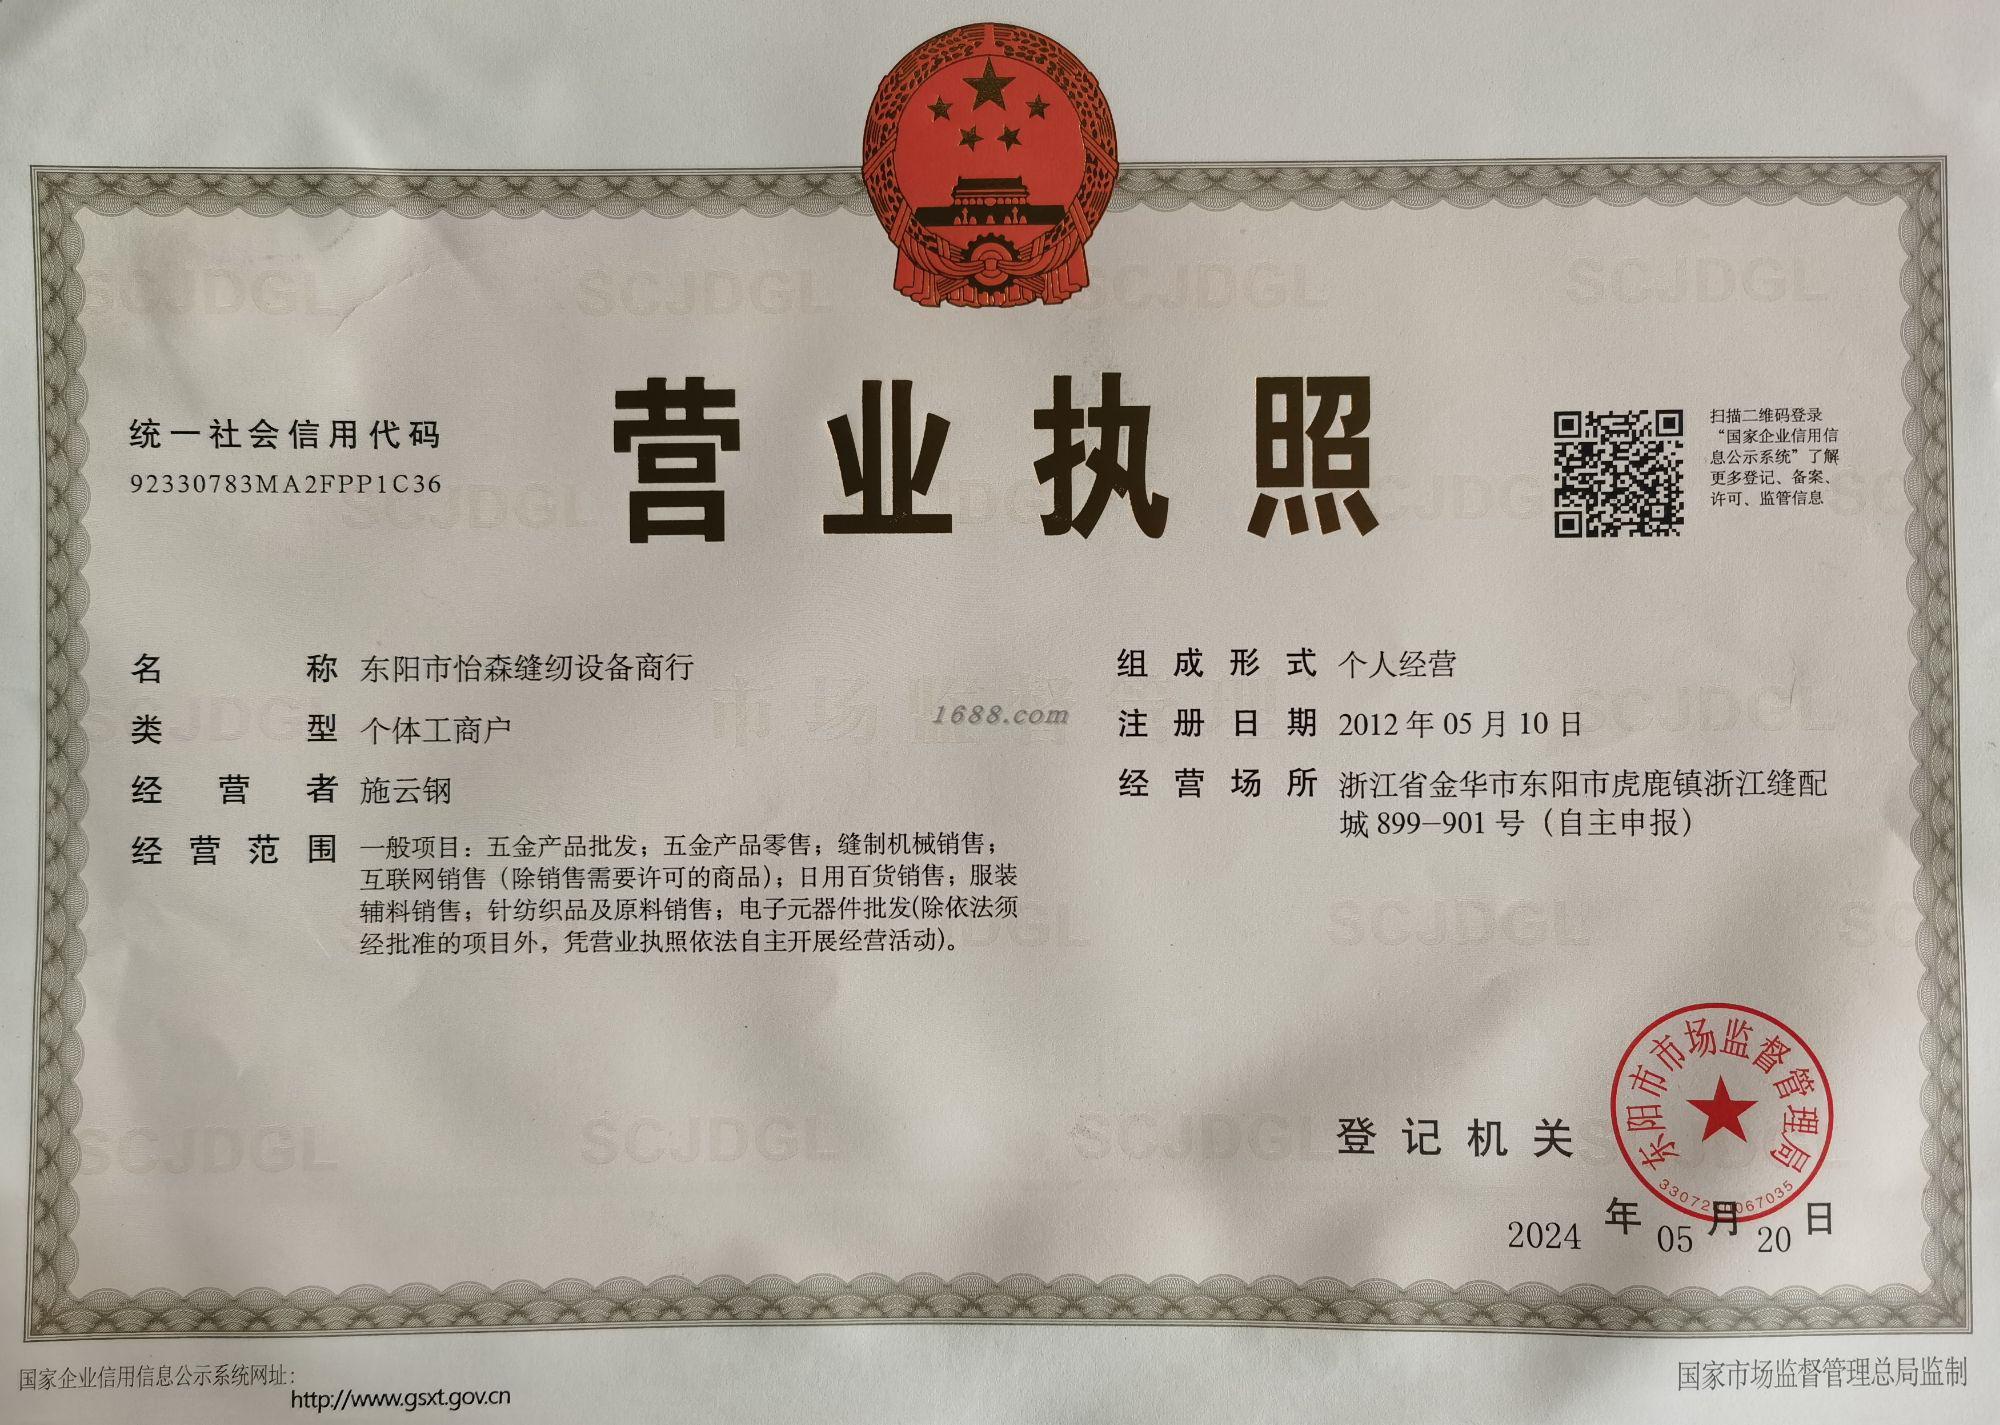 营业执照
统一社会信用代码
92330783MA2FPP1C36
扫描二维码登录
“国家企业信用信
息公示系统”了解
更多登记、备案、
许可、监管信息
名称 东阳市怡森缝纫设备商行
类型 个体工商户
经营者 施云钢
经营范围 一般项目：五金产品批发；五金产品零售；缝制机械销售；
互联网销售（除销售需要许可的商品）；日用百货销售；服装
辅料销售；针纺织品及原料销售；电子元器件批发(除依法须
经批准的项目外，凭营业执照依法自主开展经营活动)。
组成形式 个人经营
注册日期 2012年05月10日
经营场所 浙江省金华市东阳市虎鹿镇浙江缝配
城899—901号（自主申报）
1688.com
SCJDGL
市场监督管理
登记机关
东阳市市场监督管理局
2024年05月20日
国家企业信用信息公示系统网址：
http://www.gsxt.gov.cn
国家市场监督管理总局监制